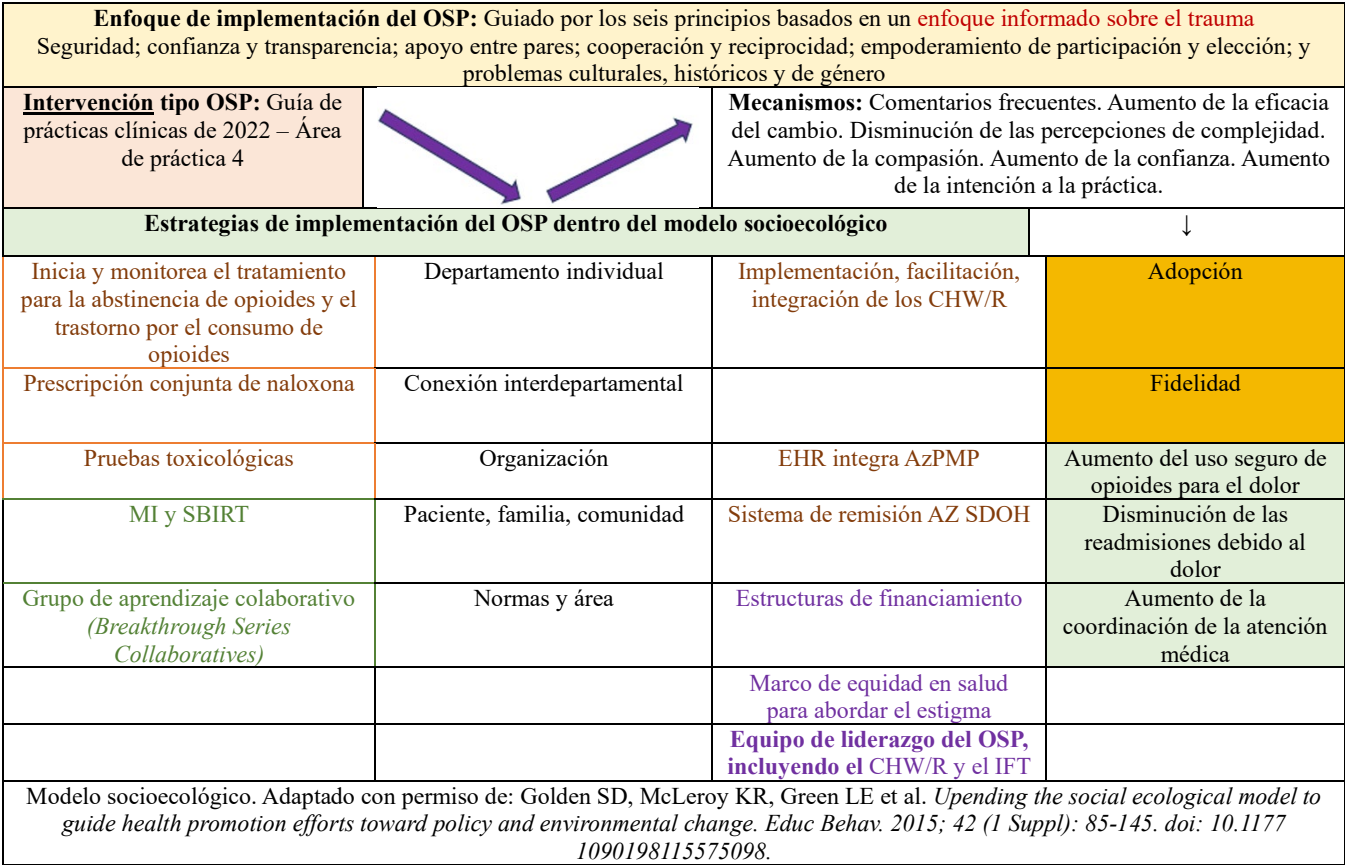 Enfoque de implementación del OSP: Guiado por los seis principios basados en un enfoque informado sobre el trauma
Seguridad; confianza y transparencia; apoyo entre pares; cooperación y reciprocidad; empoderamiento de participación y elección; y
problemas culturales, históricos y de género
Intervención tipo OSP: Guía de
prácticas clínicas de 2022 – Área
de práctica 4
Mecanismos: Comentarios frecuentes. Aumento de la eficacia
del cambio. Disminución de las percepciones de complejidad.
Aumento de la compasión. Aumento de la confianza. Aumento
de la intención a la práctica.
Estrategias de implementación del OSP dentro del modelo socioecológico
↓
Inicia y monitorea el tratamiento
para la abstinencia de opioides y el
trastorno por el consumo de
opioides
Departamento individual
Implementación, facilitación,
integración de los CHW/R
Adopción
Prescripción conjunta de naloxona
Conexión interdepartamental
Fidelidad
Pruebas toxicológicas
Organización
EHR integra AzPMP
Aumento del uso seguro de
opioides para el dolor
MI y SBIRT
Paciente, familia, comunidad
Sistema de remisión AZ SDOH
Disminución de las
readmisiones debido al
dolor
Grupo de aprendizaje colaborativo
(Breakthrough Series
Collaboratives)
Normas y área
Estructuras de financiamiento
Aumento de la
coordinación de la atención
médica
Marco de equidad en salud
para abordar el estigma
Equipo de liderazgo del OSP,
incluyendo el CHW/R y el IFT
Modelo socioecológico. Adaptado con permiso de: Golden SD, McLeroy KR, Green LE et al. Upending the social ecological model to
guide health promotion efforts toward policy and environmental change. Educ Behav. 2015; 42 (1 Suppl): 85-145. doi: 10.1177
1090198115575098.